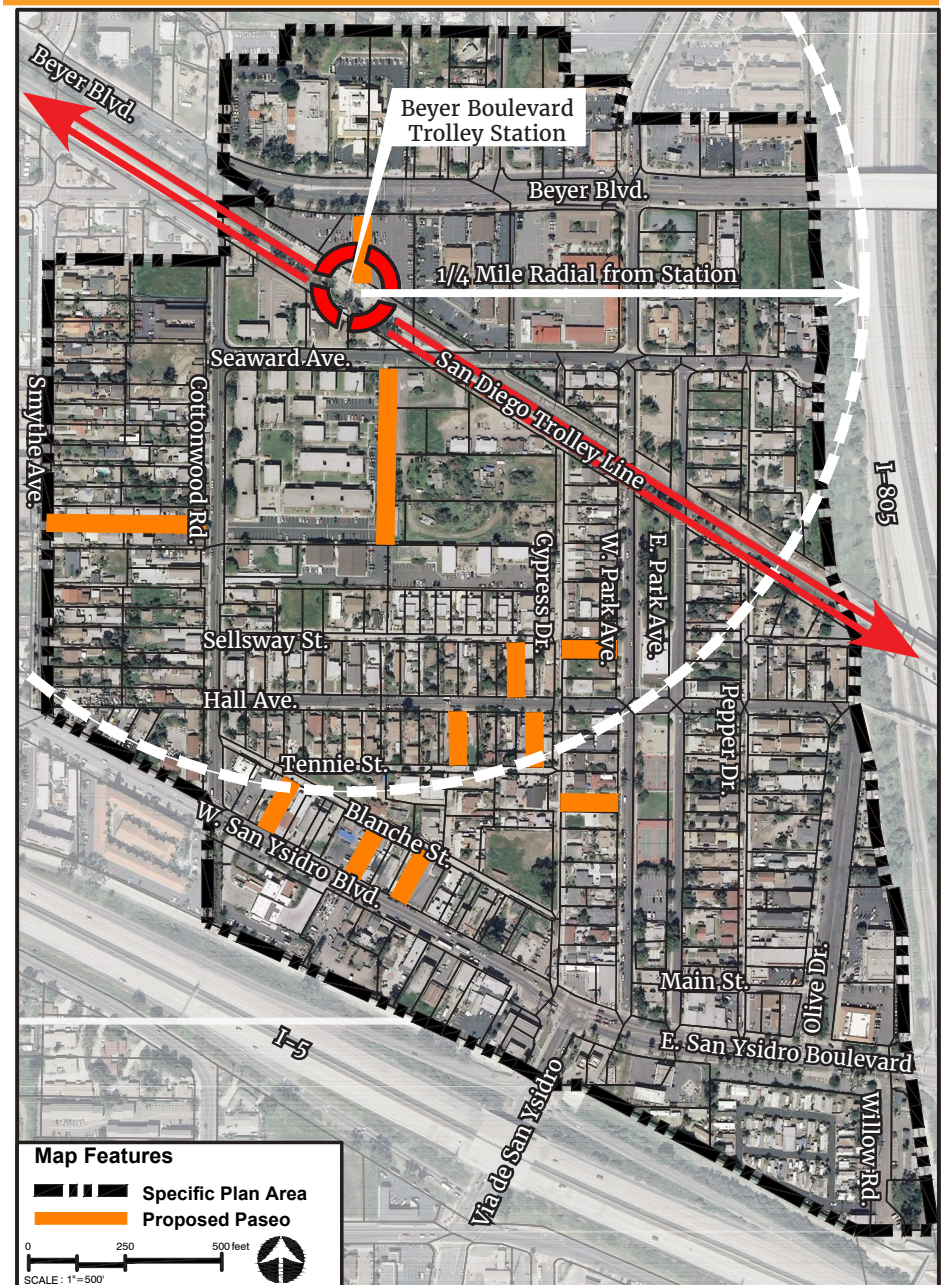 Beyer Blvd.
Beyer Boulevard
Trolley Station
Beyer Blvd.
1/4 Mile Radial from Station
Seaward Ave.
San Diego Trolley Line
Smythe Ave.
Cottonwood Rd.
I-805
Cypress Dr.
W. Park Ave.
E. Park Ave.
Sellsway St.
Hall Ave.
Pepper Dr.
Tennie St.
Blanche St.
W. San Ysidro Blvd.
Olive Dr.
Main St.
I-5
E. San Ysidro Boulevard
Willow Rd.
Via de San Ysidro
Map Features
Specific Plan Area
Proposed Paseo
0 250 500 feet
SCALE : 1"=500'